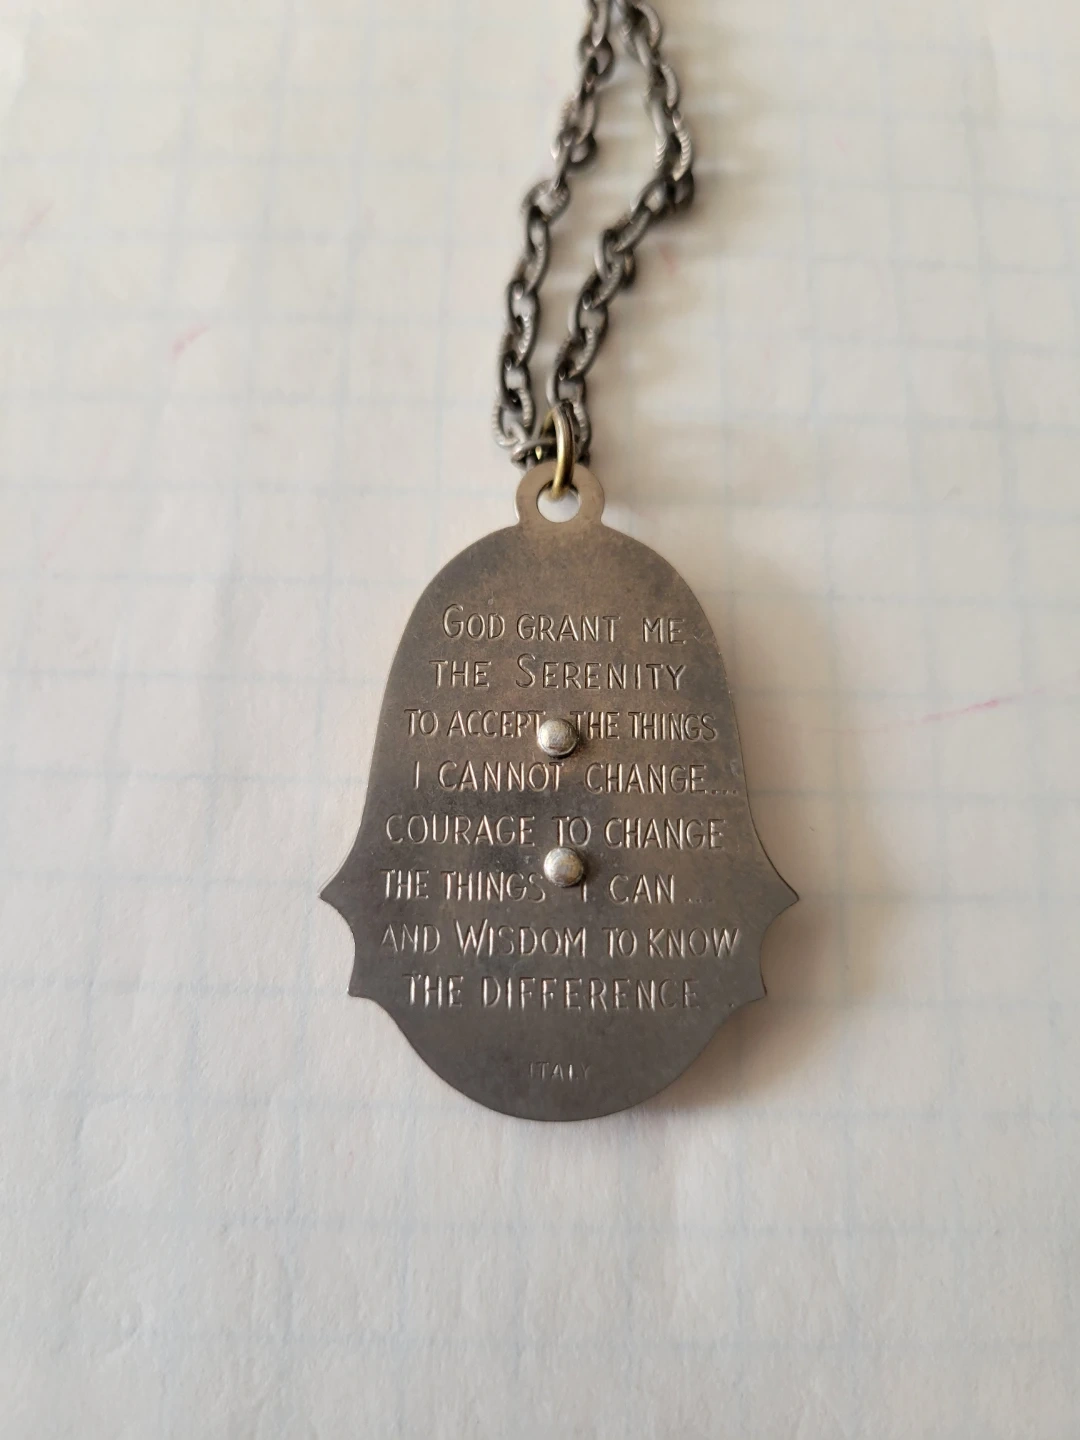 GOD GRANT ME
THE SERENITY
TO ACCEPT THE THINGS
I CANNOT CHANGE...
COURAGE TO CHANGE
THE THINGS I CAN...
AND WISDOM TO KNOW
THE DIFFERENCE.
ITALY